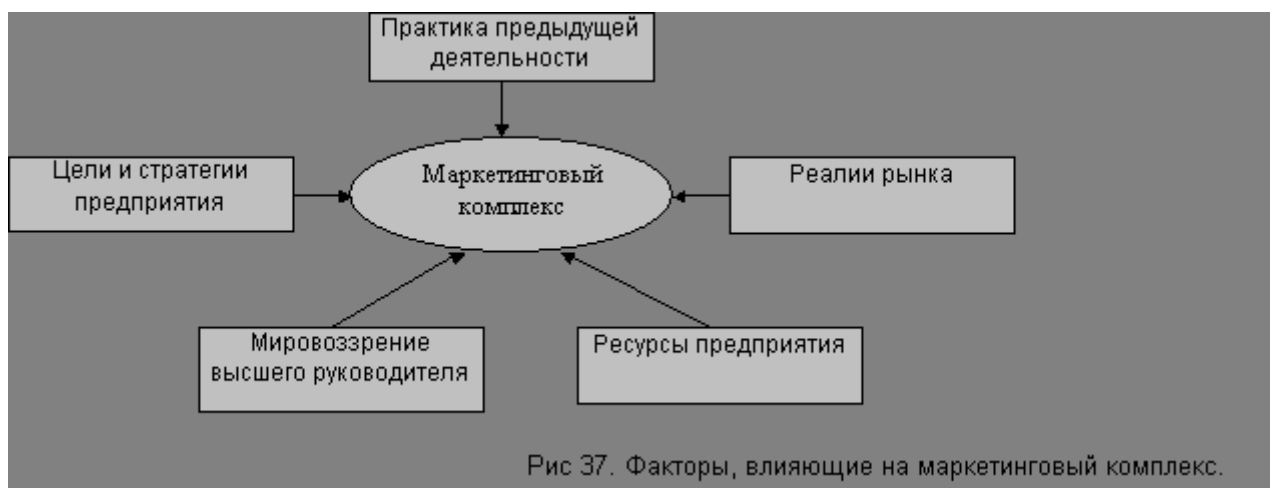 Практика предыдущей
деятельности
Цели и стратегии
предприятия
Маркетинговый
комплекс
Реалии рынка
Мировоззрение
высшего руководителя
Ресурсы предприятия
Рис 37. Факторы, влияющие на маркетинговый комплекс.